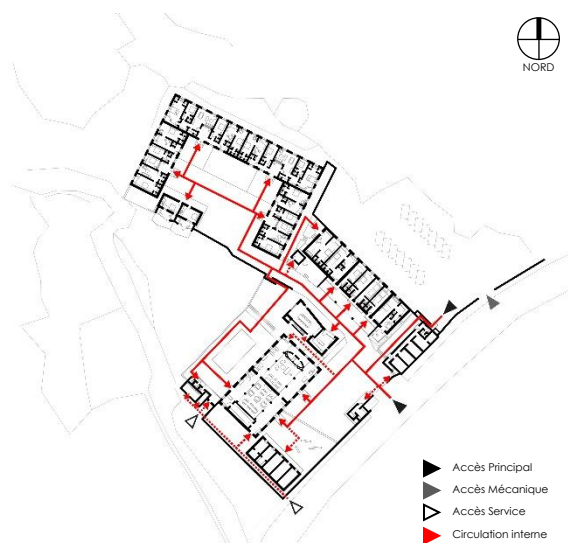 NORD
Accès Principal
Accès Mécanique
Accès Service
Circulation interne